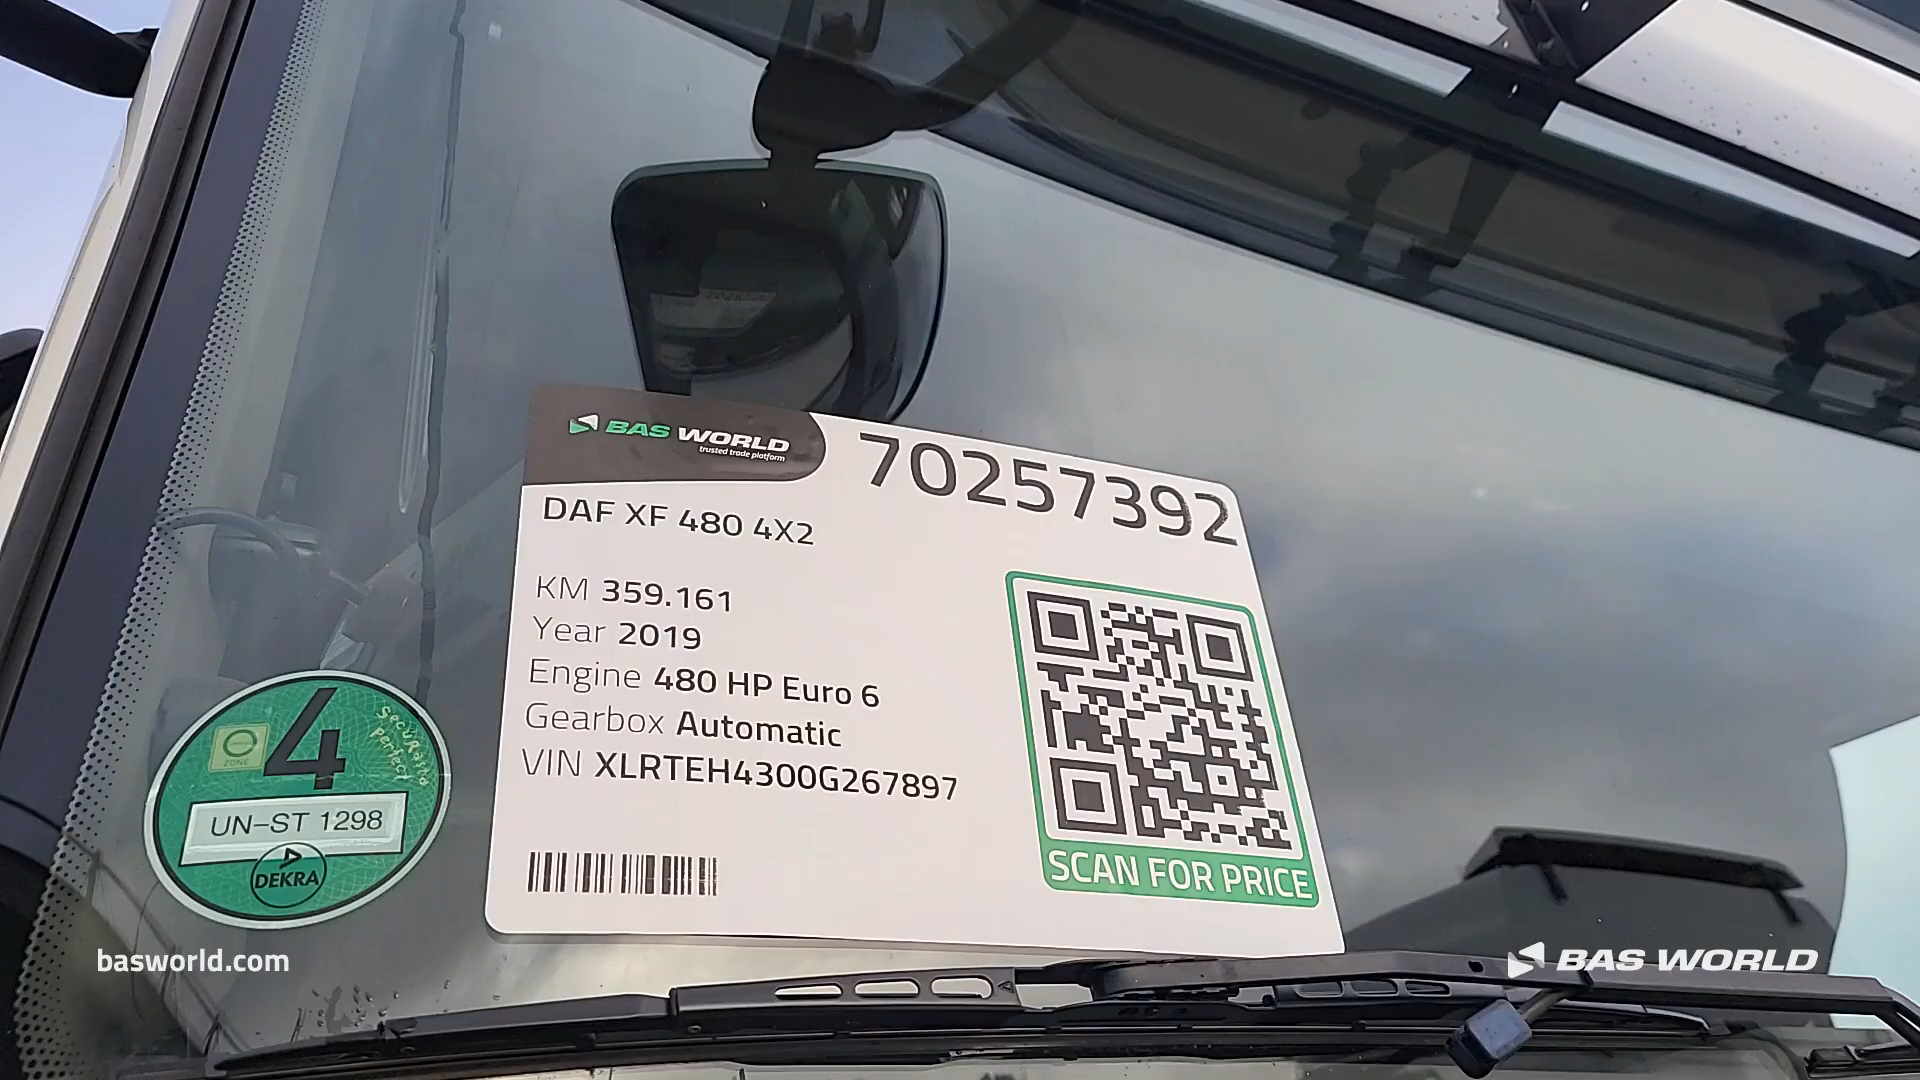 BAS WORLD
trusted trade platform
70257392
DAF XF 480 4X2
KM 359.161
Year 2019
Engine 480 HP Euro 6
Gearbox Automatic
VIN XLRTEH4300G267897
SCAN FOR PRICE
4
ZONE
UN-ST 1298
DEKRA
basworld.com
BAS WORLD